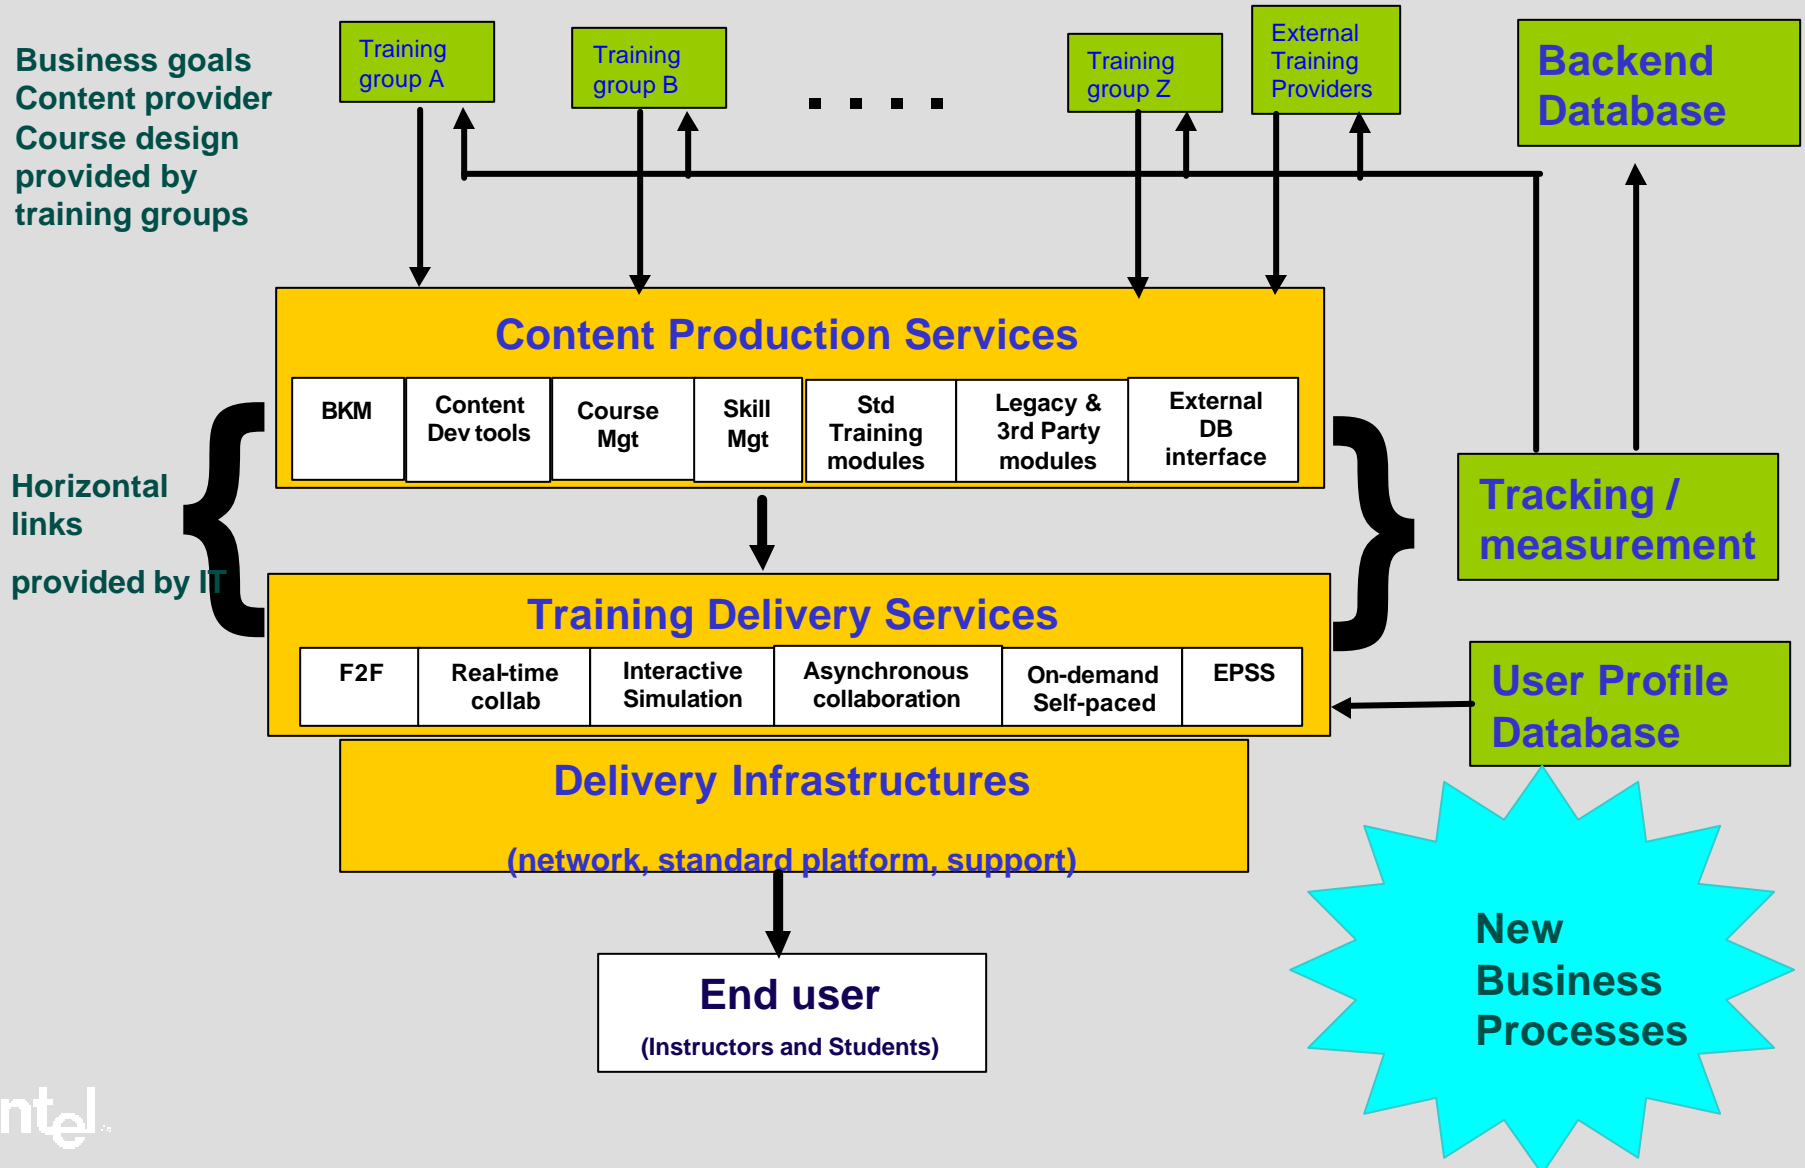 Business goals
Content provider
Course design
provided by
training groups
Training
group A
Training
group B
. . . .
Training
group Z
External
Training
Providers
Backend
Database
Content Production Services
BKM
Content
Dev tools
Course
Mgt
Skill
Mgt
Std
Training
modules
Legacy &
3rd Party
modules
External
DB
interface
Horizontal
links
provided by IT
{
}
Tracking /
measurement
Training Delivery Services
F2F
Real-time
collab
Interactive
Simulation
Asynchronous
collaboration
On-demand
Self-paced
EPSS
User Profile
Database
Delivery Infrastructures
(network, standard platform, support)
End user
(Instructors and Students)
New
Business
Processes
ntel